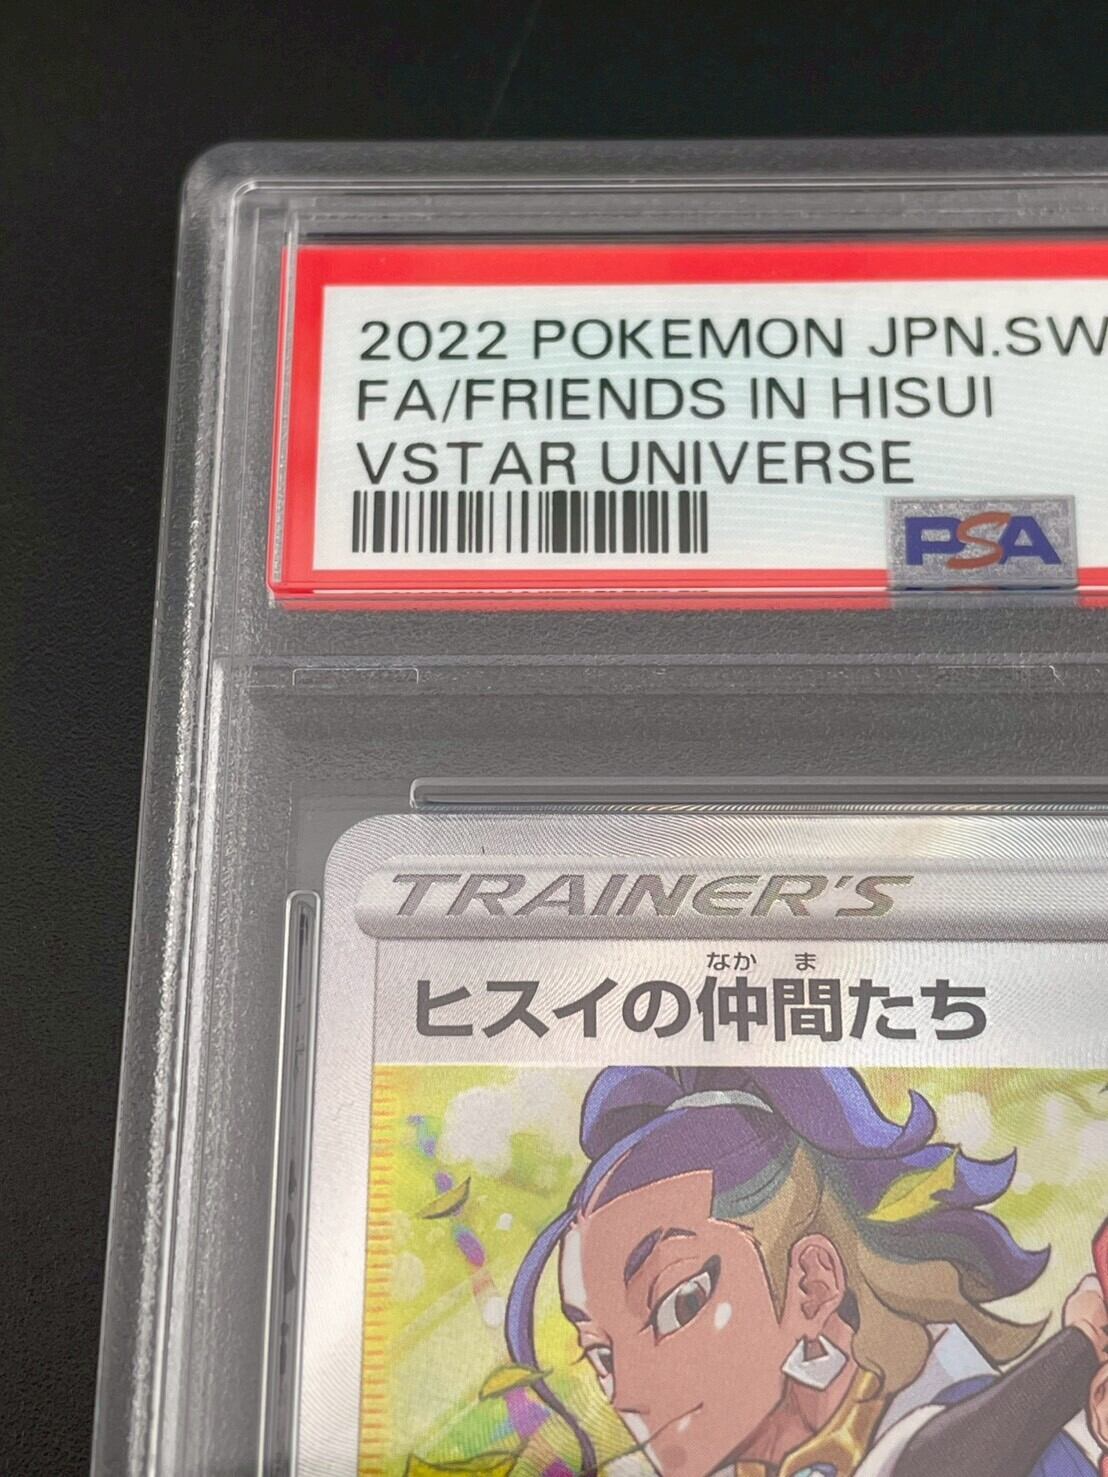 2022 POKEMON JPN.SW
FA/FRIENDS IN HISUI
VSTAR UNIVERSE
PSA
TRAINER'S
なか ま
ヒスイの仲間たち